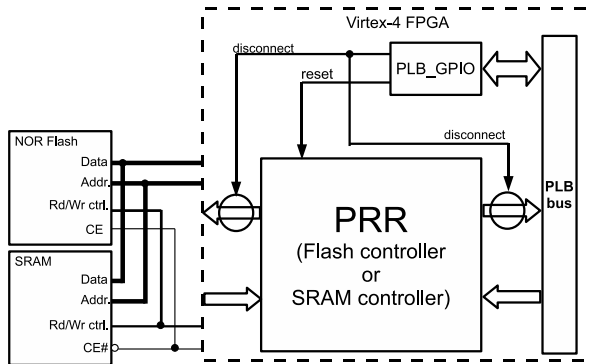 Virtex-4 FPGA
disconnect
PLB_GPIO
reset
disconnect
NOR Flash
Data
Addr.
Rd/Wr ctrl.
CE
SRAM
Data
Addr.
Rd/Wr ctrl.
CE#
PRR
(Flash controller
or
SRAM controller)
PLB
bus